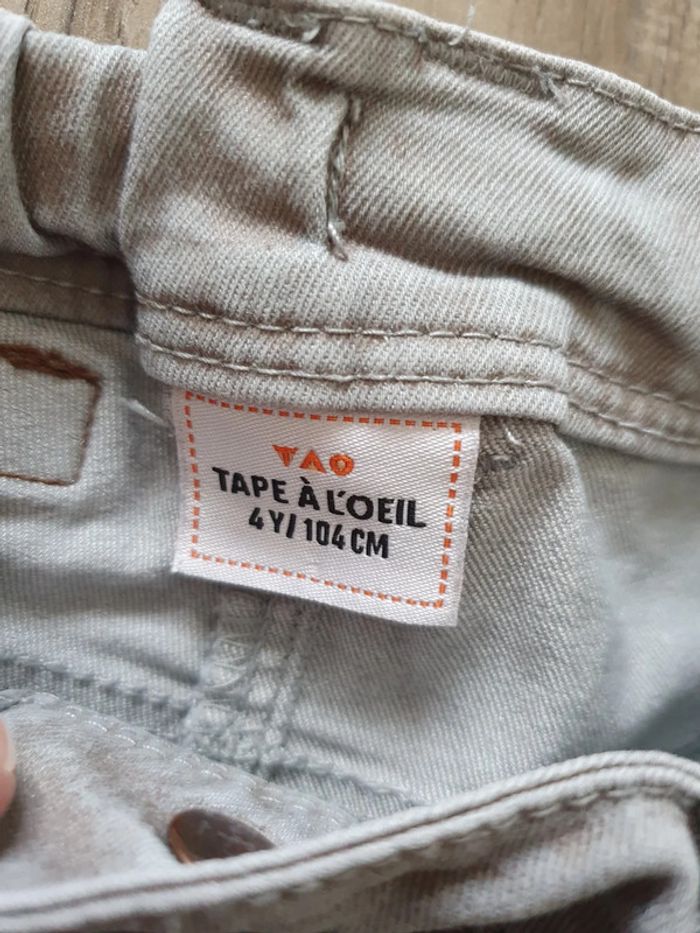 TAO
TAPE À L'OEIL
4 Y/ 104 CM